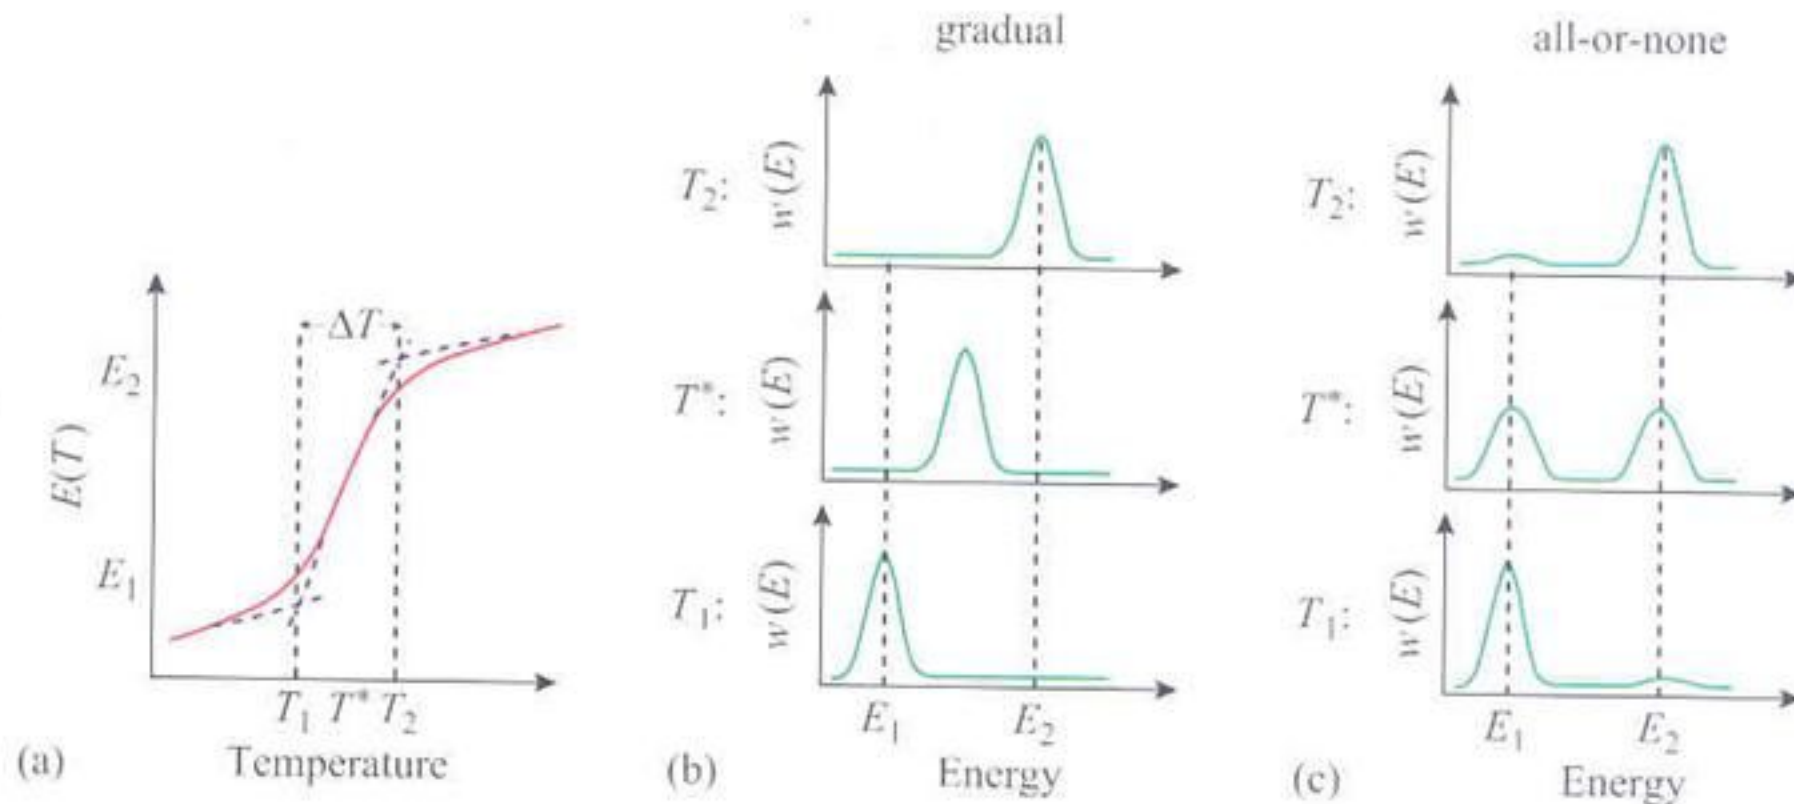 gradual
all-or-none
T₂:
w(E)
T*:
w(E)
T₁:
w(E)
E₁
E₂
Energy
(b)
T₂:
w(E)
T*:
w(E)
T₁:
w(E)
E₁
E₂
Energy
(c)
ΔT
E₂
E(T)
E₁
T₁ T* T₂
Temperature
(a)